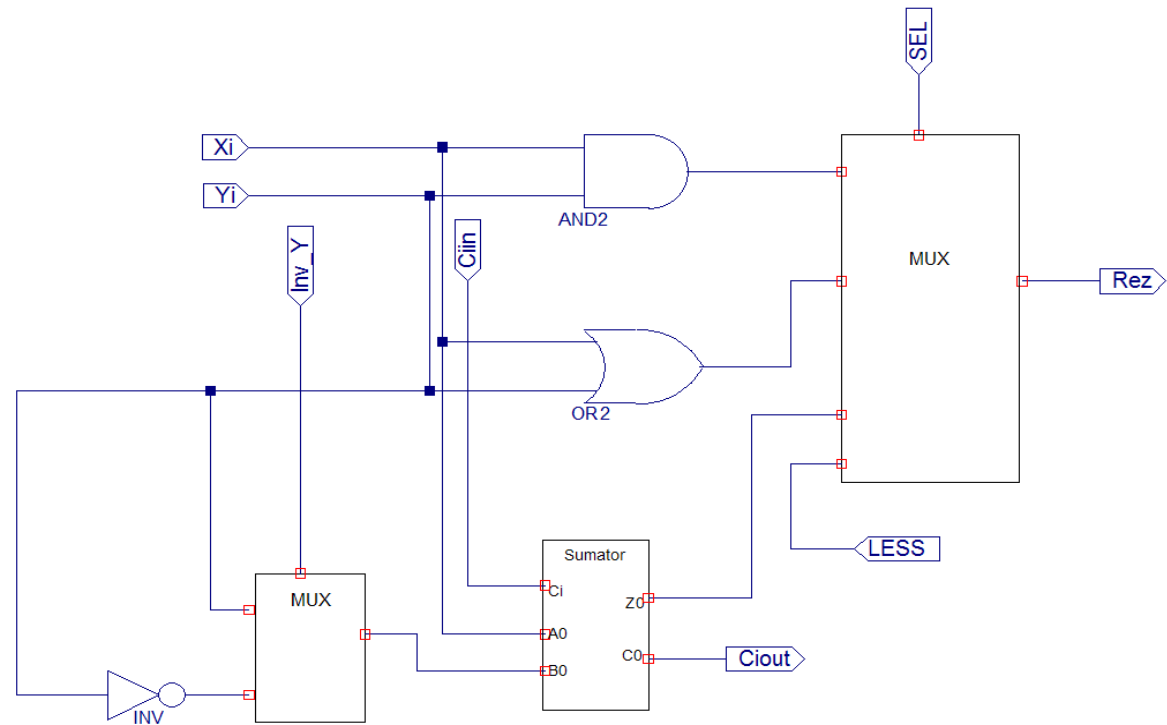 SEL
Xi
Yi
AND2
Inv_Y
Ciin
MUX
Rez
OR2
LESS
Sumator
MUX
Ci
Z0
A0
C0
Ciout
B0
INV